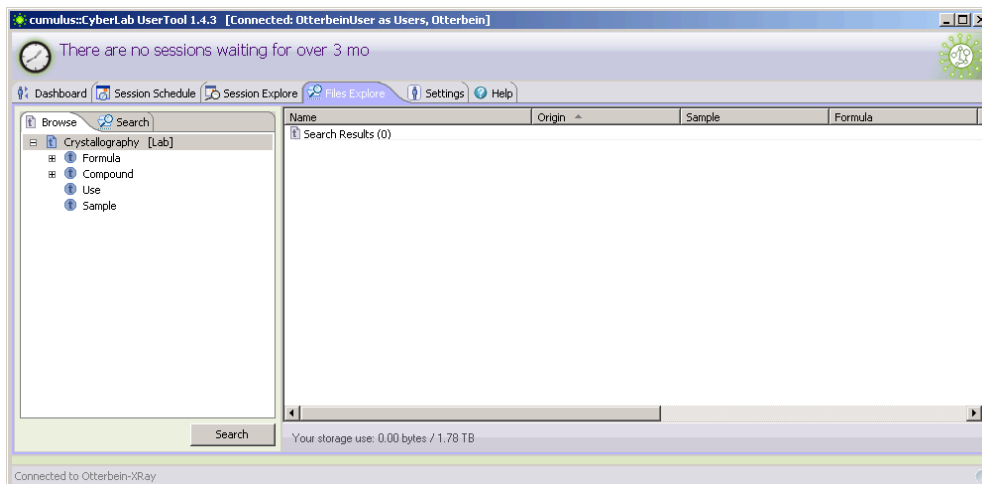 cumulus::CyberLab UserTool 1.4.3 [Connected: OtterbeinUser as Users, Otterbein]
There are no sessions waiting for over 3 mo
Dashboard Session Schedule Session Explore Files Explore Settings Help
Browse Search
Crystallography [Lab]
Formula
Compound
Use
Sample
Search
Name Origin Sample Formula
Search Results (0)
Your storage use: 0.00 bytes / 1.78 TB
Connected to Otterbein-XRay